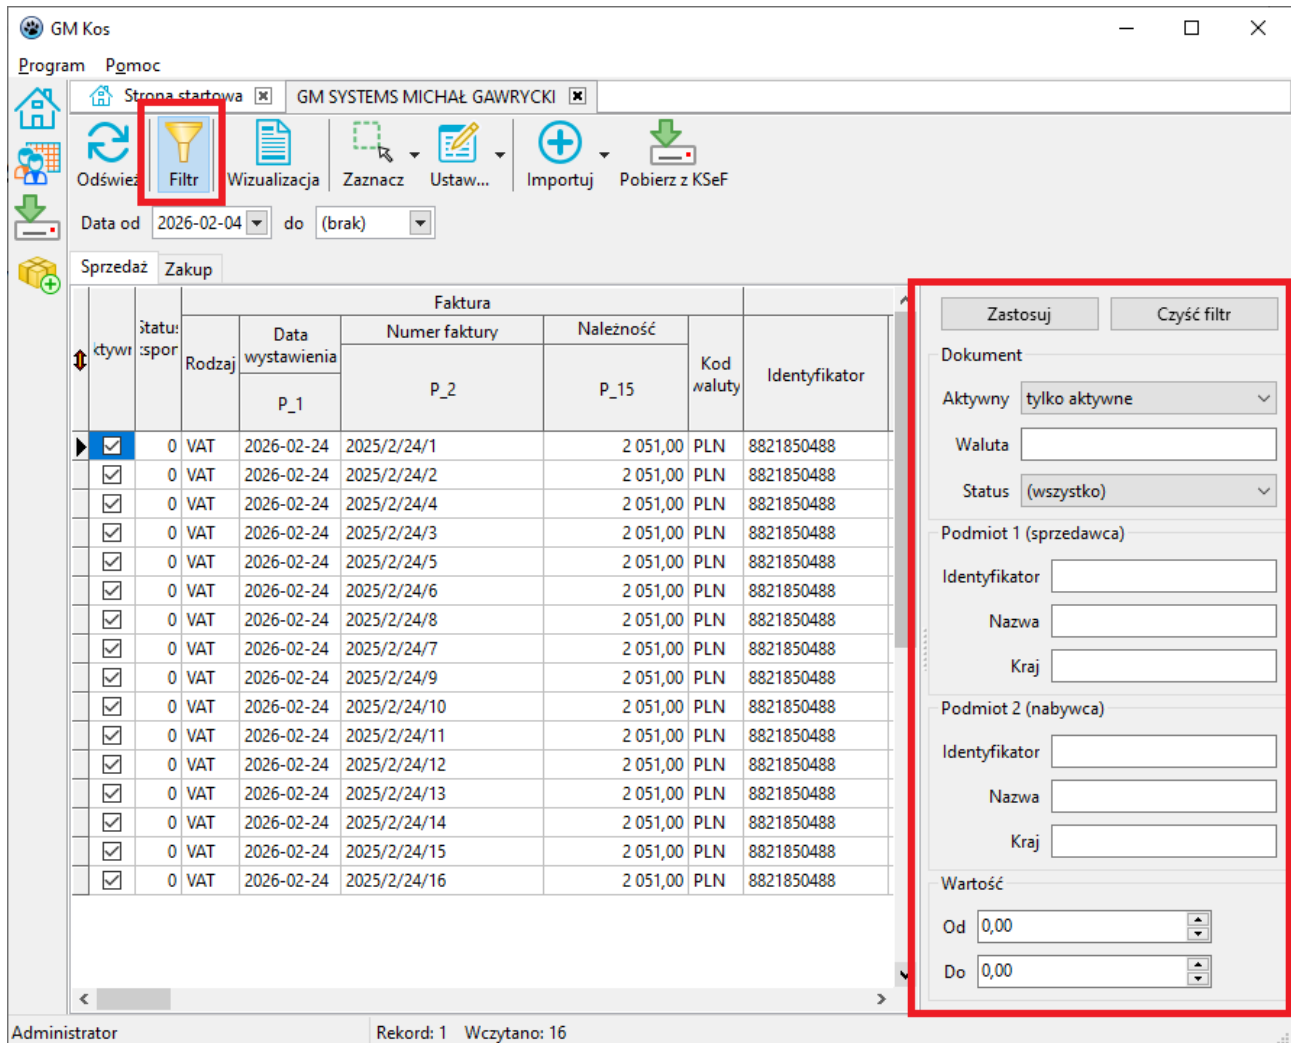 GM Kos
Program Pomoc
Strona startowa GM SYSTEMS MICHAŁ GAWRYCKI
Odśwież Filtr Wizualizacja Zaznacz Ustaw... Importuj Pobierz z KSeF
Data od 2026-02-04 do (brak)
Sprzedaż Zakup
Faktura
Rodzaj Data wystawienia Numer faktury Należność Kod waluty Identyfikator
P_1 P_2 P_15
0 VAT 2026-02-24 2025/2/24/1 2 051,00 PLN 8821850488
0 VAT 2026-02-24 2025/2/24/2 2 051,00 PLN 8821850488
0 VAT 2026-02-24 2025/2/24/4 2 051,00 PLN 8821850488
0 VAT 2026-02-24 2025/2/24/3 2 051,00 PLN 8821850488
0 VAT 2026-02-24 2025/2/24/5 2 051,00 PLN 8821850488
0 VAT 2026-02-24 2025/2/24/6 2 051,00 PLN 8821850488
0 VAT 2026-02-24 2025/2/24/8 2 051,00 PLN 8821850488
0 VAT 2026-02-24 2025/2/24/7 2 051,00 PLN 8821850488
0 VAT 2026-02-24 2025/2/24/9 2 051,00 PLN 8821850488
0 VAT 2026-02-24 2025/2/24/10 2 051,00 PLN 8821850488
0 VAT 2026-02-24 2025/2/24/11 2 051,00 PLN 8821850488
0 VAT 2026-02-24 2025/2/24/12 2 051,00 PLN 8821850488
0 VAT 2026-02-24 2025/2/24/13 2 051,00 PLN 8821850488
0 VAT 2026-02-24 2025/2/24/14 2 051,00 PLN 8821850488
0 VAT 2026-02-24 2025/2/24/15 2 051,00 PLN 8821850488
0 VAT 2026-02-24 2025/2/24/16 2 051,00 PLN 8821850488
Zastosuj Czyść filtr
Dokument
Aktywny tylko aktywne
Waluta
Status (wszystko)
Podmiot 1 (sprzedawca)
Identyfikator
Nazwa
Kraj
Podmiot 2 (nabywca)
Identyfikator
Nazwa
Kraj
Wartość
Od 0,00
Do 0,00
Administrator Rekord: 1 Wczytano: 16